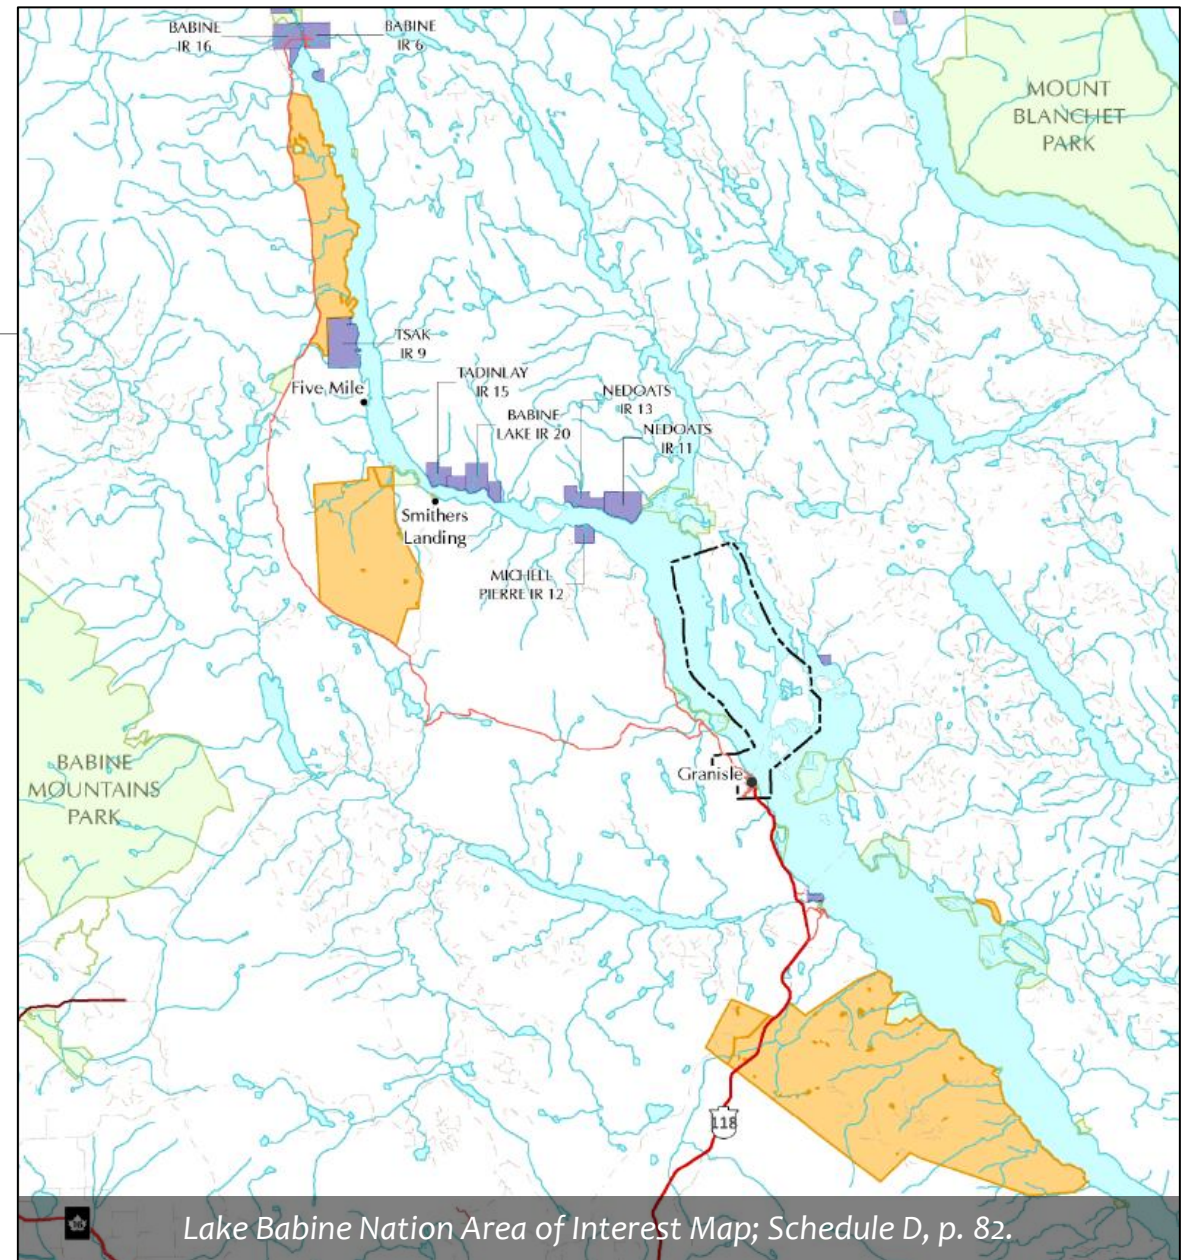 BABINE
IR 16
BABINE
IR 6
MOUNT
BLANCHET
PARK
TSAK
IR 9
Five Mile
TADINLAY
IR 15
BABINE
LAKE IR 20
NEDOATS
IR 13
NEDOATS
IR 11
Smithers
Landing
MICHELL
PIERRE IR 12
BABINE
MOUNTAINS
PARK
Granisle
118
16
Lake Babine Nation Area of Interest Map; Schedule D, p. 82.